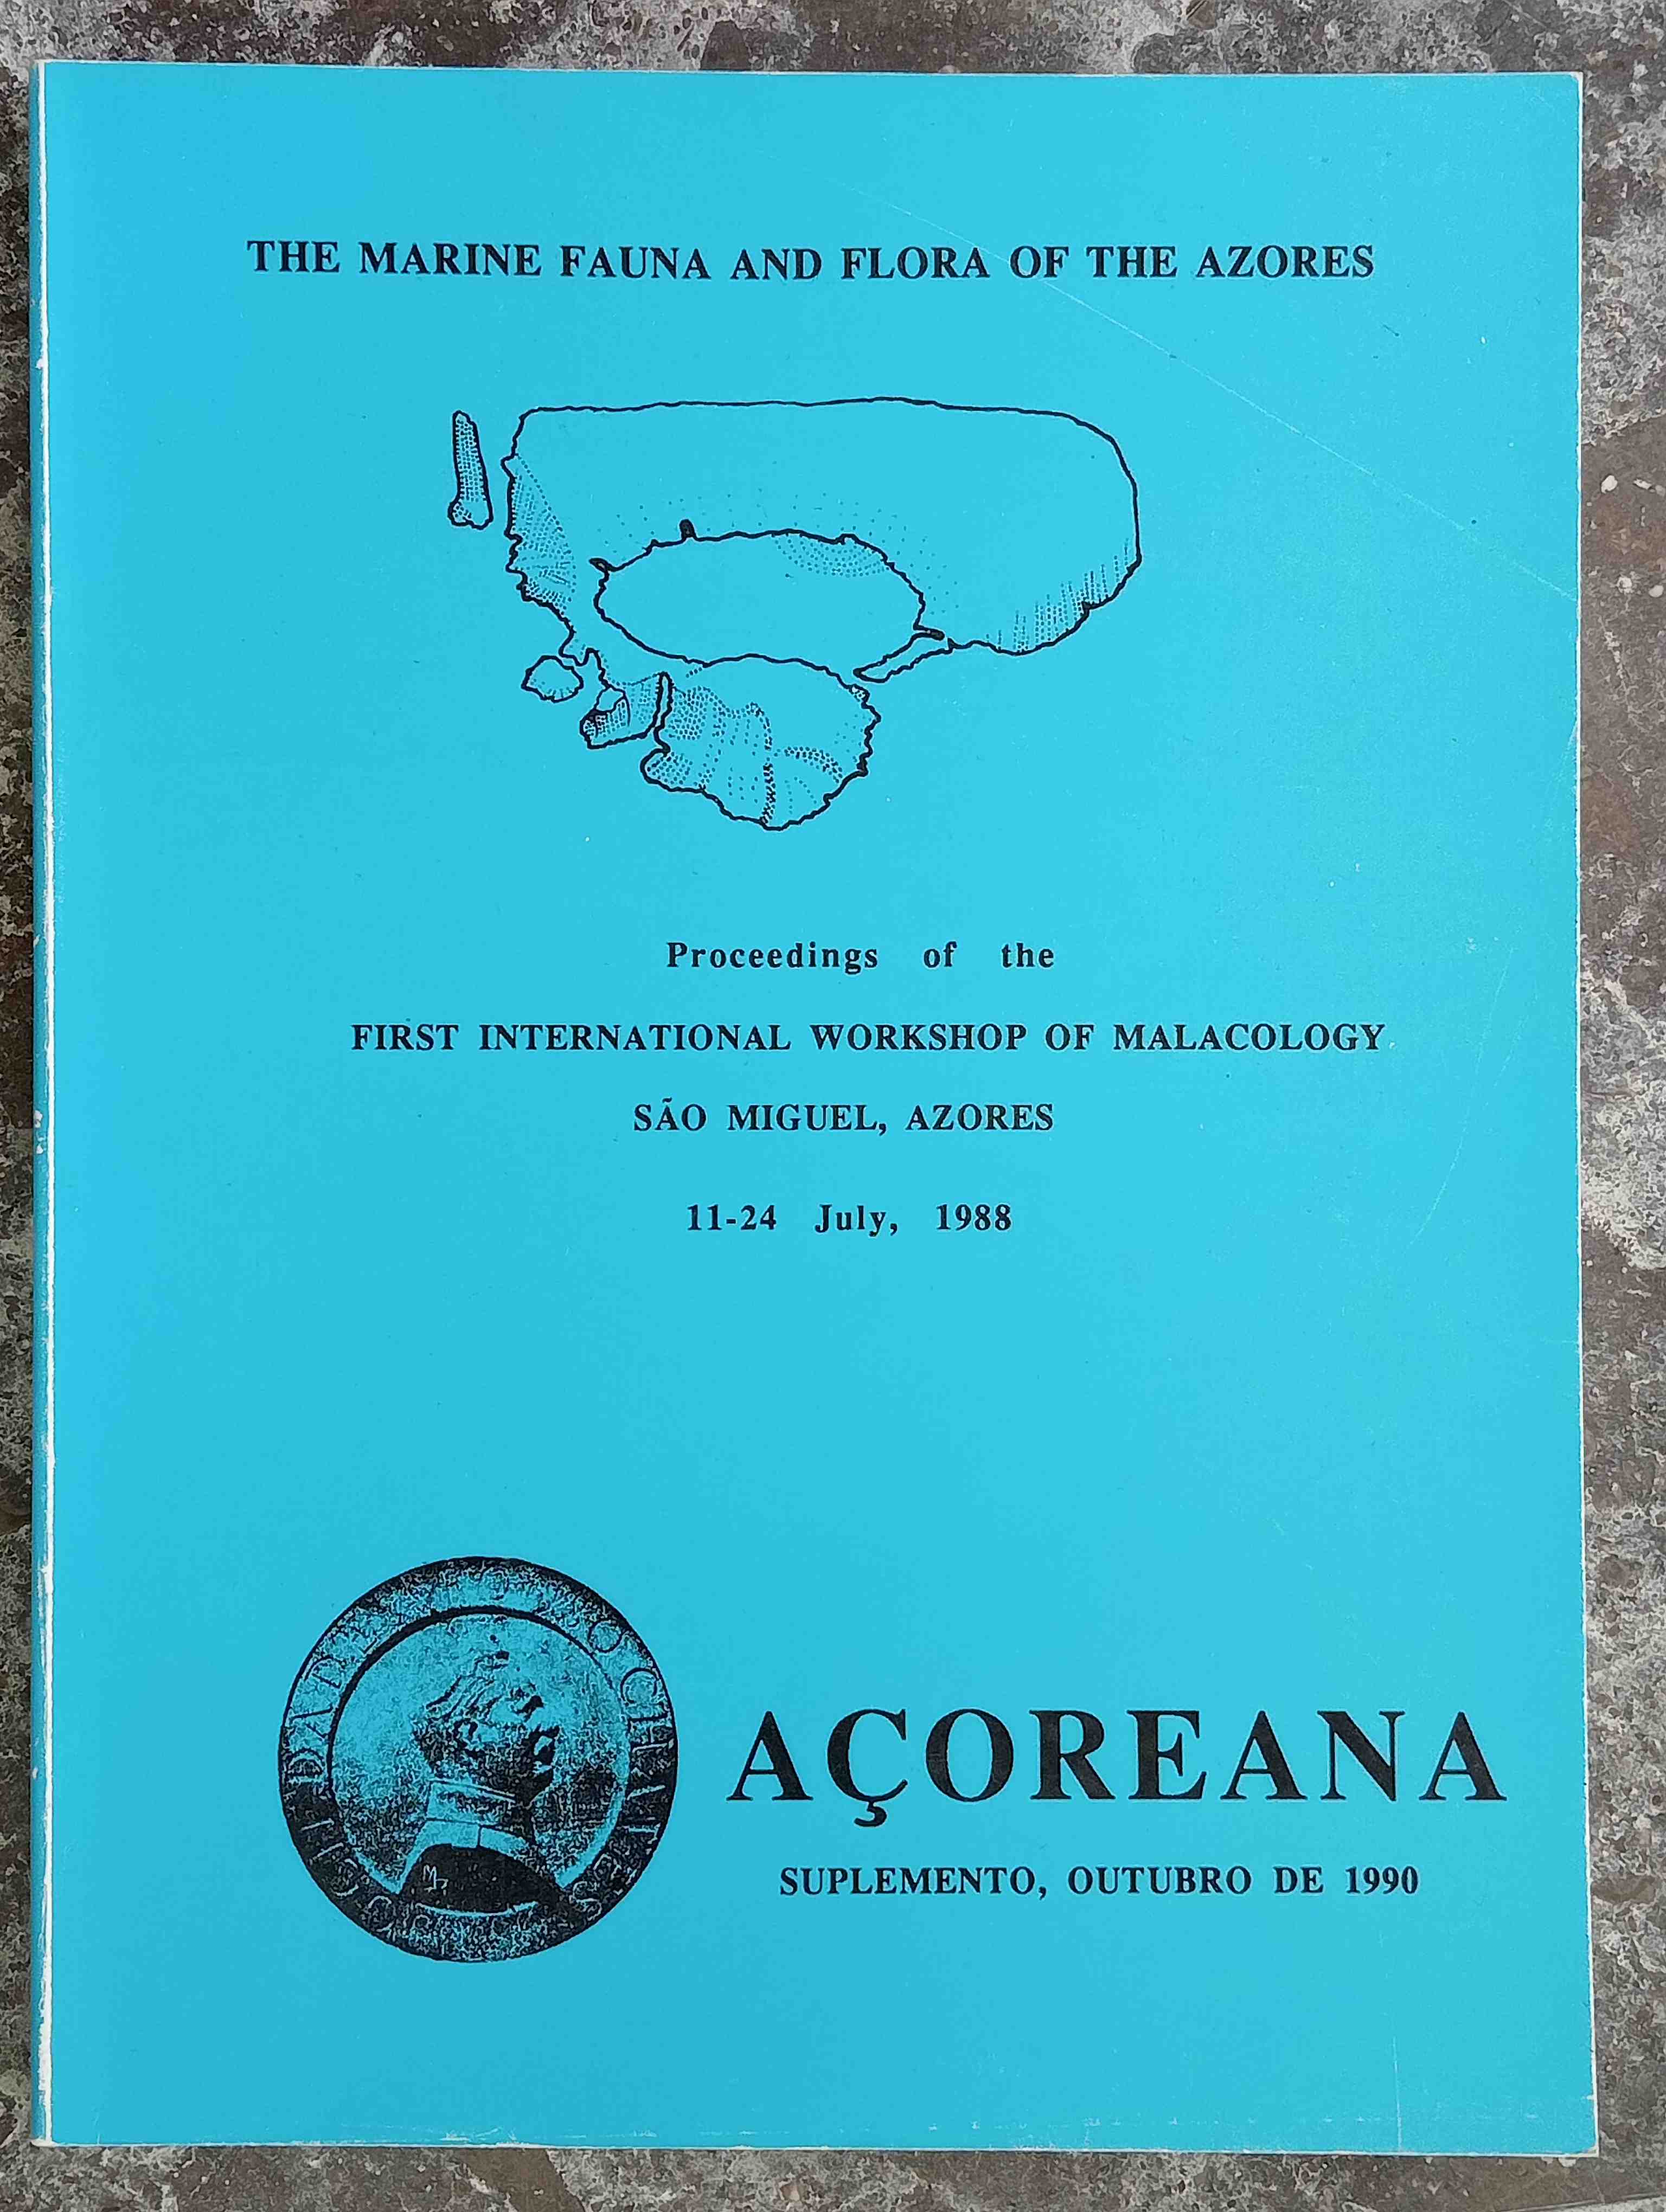 THE MARINE FAUNA AND FLORA OF THE AZORES
Proceedings of the
FIRST INTERNATIONAL WORKSHOP OF MALACOLOGY
SÃO MIGUEL, AZORES
11-24 July, 1988
AÇOREANA
SUPLEMENTO, OUTUBRO DE 1990